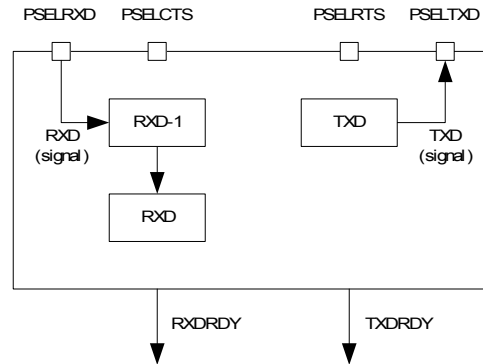 PSELRXD PSELCTS PSELRTS PSELTXD
RXD-1 TXD
RXD
(signal)
TXD
(signal)
RXD
RXDRDY TXDRDY